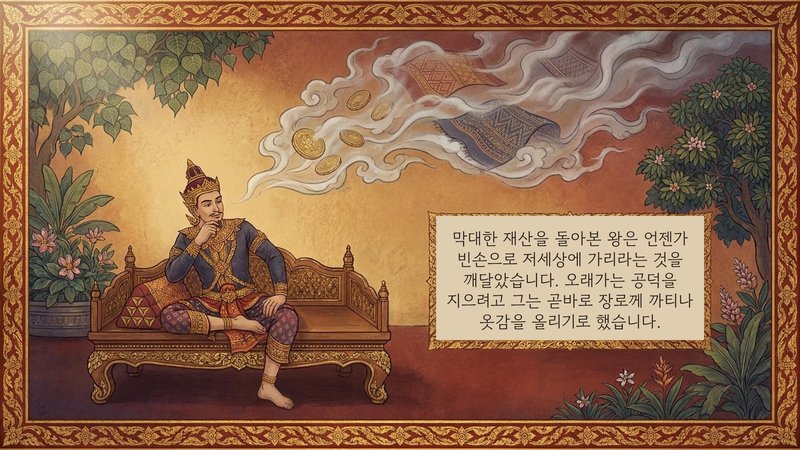 막대한 재산을 돌아본 왕은 언젠가
빈손으로 저세상에 가리라는 것을
깨달았습니다. 오래가는 공덕을
지으려고 그는 곧바로 장로께 까티나
옷감을 올리기로 했습니다.